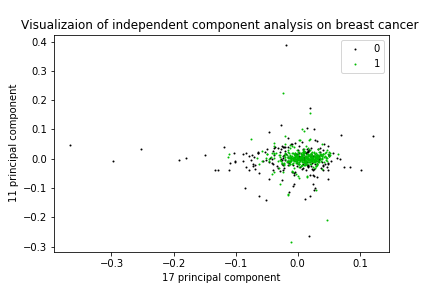 Visualizaion of independent component analysis on breast cancer
0
1
11 principal component
0.4
0.3
0.2
0.1
0.0
−0.1
−0.2
−0.3
−0.3 −0.2 −0.1 0.0 0.1
17 principal component